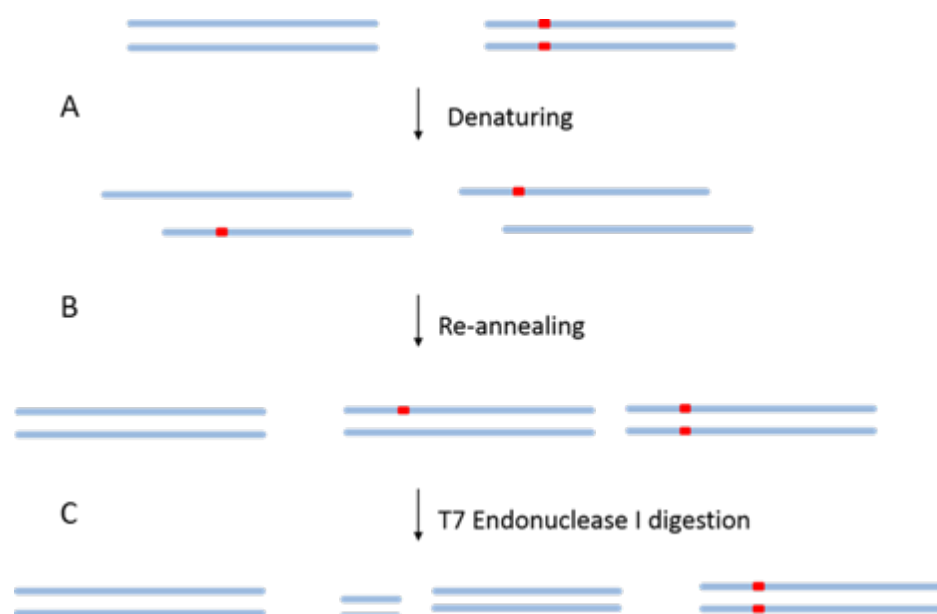 A
Denaturing
B
Re-annealing
C
T7 Endonuclease I digestion